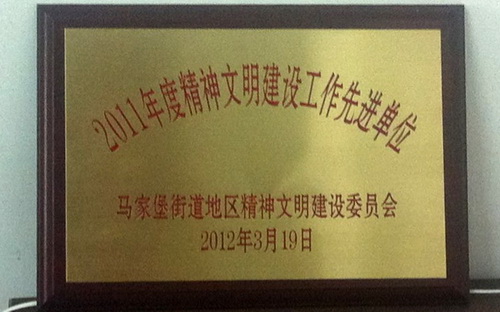 2011年度精神文明建设工作先进单位
马家堡街道地区精神文明建设委员会
2012年3月19日